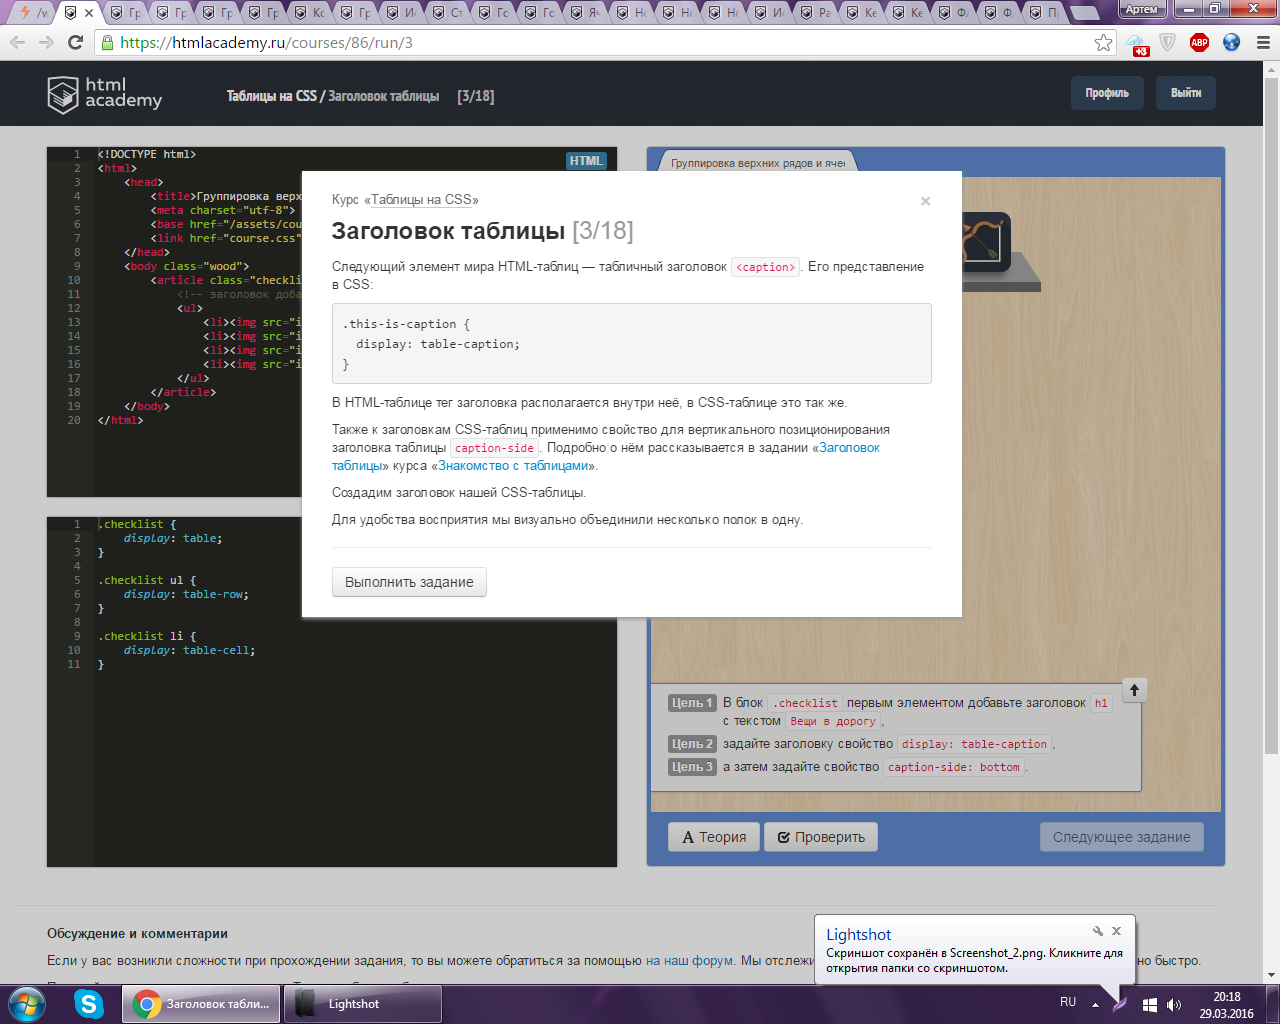 /w Гр Гр Гр Гр Ко Гр Ис Ст Го Го Яч Но Но Но Ис Ра Ке Ке Ф Ф П Артем
https://htmlacademy.ru/courses/86/run/3
+3 ABP
html academy
Таблицы на CSS / Заголовок таблицы [3/18]
Профиль Выйти
1 <!DOCTYPE html>
HTML
2 <html>
3 <head>
4 <title>Группировка верх
5 <meta charset="utf-8">
6 <base href="/assets/cou
7 <link href="course.css"
8 </head>
9 <body class="wood">
10 <article class="checkli
11 <!-- заголовок доба
12 <ul>
13 <li><img src="i
14 <li><img src="i
15 <li><img src="i
16 <li><img src="i
17 </ul>
18 </article>
19 </body>
20 </html>
1 .checklist {
2 display: table;
3 }
4
5 .checklist ul {
6 display: table-row;
7 }
8
9 .checklist li {
10 display: table-cell;
11 }
Группировка верхних рядов и ячее
Курс «Таблицы на CSS»
Заголовок таблицы [3/18]
Следующий элемент мира HTML-таблиц — табличный заголовок <caption>. Его представление
в CSS:
.this-is-caption {
display: table-caption;
}
В HTML-таблице тег заголовка располагается внутри неё, в CSS-таблице это так же.
Также к заголовкам CSS-таблиц применимо свойство для вертикального позиционирования
заголовка таблицы caption-side. Подробно о нём рассказывается в задании «Заголовок
таблицы» курса «Знакомство с таблицами».
Создадим заголовок нашей CSS-таблицы.
Для удобства восприятия мы визуально объединили несколько полок в одну.
Выполнить задание
Цель 1 В блок .checklist первым элементом добавьте заголовок h1
с текстом Вещи в дорогу,
Цель 2 задайте заголовку свойство display: table-caption,
Цель 3 а затем задайте свойство caption-side: bottom.
Теория Проверить Следующее задание
Обсуждение и комментарии
Если у вас возникли сложности при прохождении задания, то вы можете обратиться за помощью на наш форум. Мы отслежи
но быстро.
Lightshot
Скриншот сохранён в Screenshot_2.png. Кликните для
открытия папки со скриншотом.
Заголовок табли... Lightshot
RU
20:18
29.03.2016